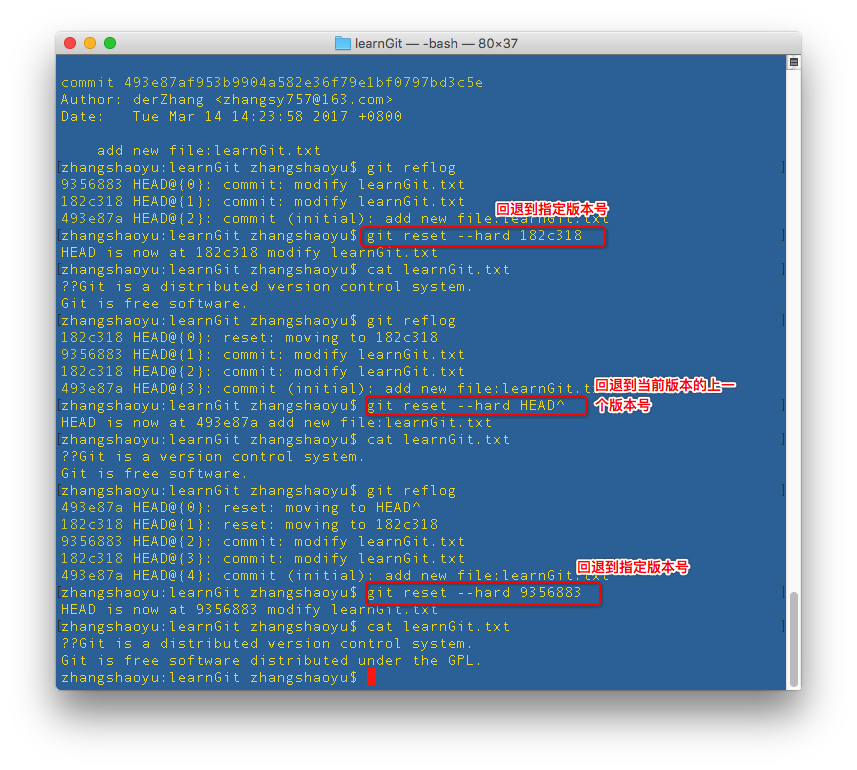 learnGit — -bash — 80×37
commit 493e87af953b9904a582e36f79e1bf0797bd3c5e
Author: derZhang <zhangsy757@163.com>
Date:   Tue Mar 14 14:23:58 2017 +0800
add new file:learnGit.txt
[zhangshaoyu:learnGit zhangshaoyu$ git reflog ]
9356883 HEAD@{0}: commit: modify learnGit.txt
182c318 HEAD@{1}: commit: modify learnGit.txt
回退到指定版本号
493e87a HEAD@{2}: commit (initial): add new file:learnGit.txt
[zhangshaoyu:learnGit zhangshaoyu$ git reset --hard 182c318 ]
HEAD is now at 182c318 modify learnGit.txt
[zhangshaoyu:learnGit zhangshaoyu$ cat learnGit.txt ]
??Git is a distributed version control system.
Git is free software.
[zhangshaoyu:learnGit zhangshaoyu$ git reflog ]
182c318 HEAD@{0}: reset: moving to 182c318
9356883 HEAD@{1}: commit: modify learnGit.txt
182c318 HEAD@{2}: commit: modify learnGit.txt
493e87a HEAD@{3}: commit (initial): add new file:learnGit.txt
回退到当前版本的上一
个版本号
[zhangshaoyu:learnGit zhangshaoyu$ git reset --hard HEAD^ ]
HEAD is now at 493e87a add new file:learnGit.txt
[zhangshaoyu:learnGit zhangshaoyu$ cat learnGit.txt ]
??Git is a version control system.
Git is free software.
[zhangshaoyu:learnGit zhangshaoyu$ git reflog ]
493e87a HEAD@{0}: reset: moving to HEAD^
182c318 HEAD@{1}: reset: moving to 182c318
9356883 HEAD@{2}: commit: modify learnGit.txt
182c318 HEAD@{3}: commit: modify learnGit.txt
回退到指定版本号
493e87a HEAD@{4}: commit (initial): add new file:learnGit.txt
[zhangshaoyu:learnGit zhangshaoyu$ git reset --hard 9356883 ]
HEAD is now at 9356883 modify learnGit.txt
[zhangshaoyu:learnGit zhangshaoyu$ cat learnGit.txt ]
??Git is a distributed version control system.
Git is free software distributed under the GPL.
zhangshaoyu:learnGit zhangshaoyu$